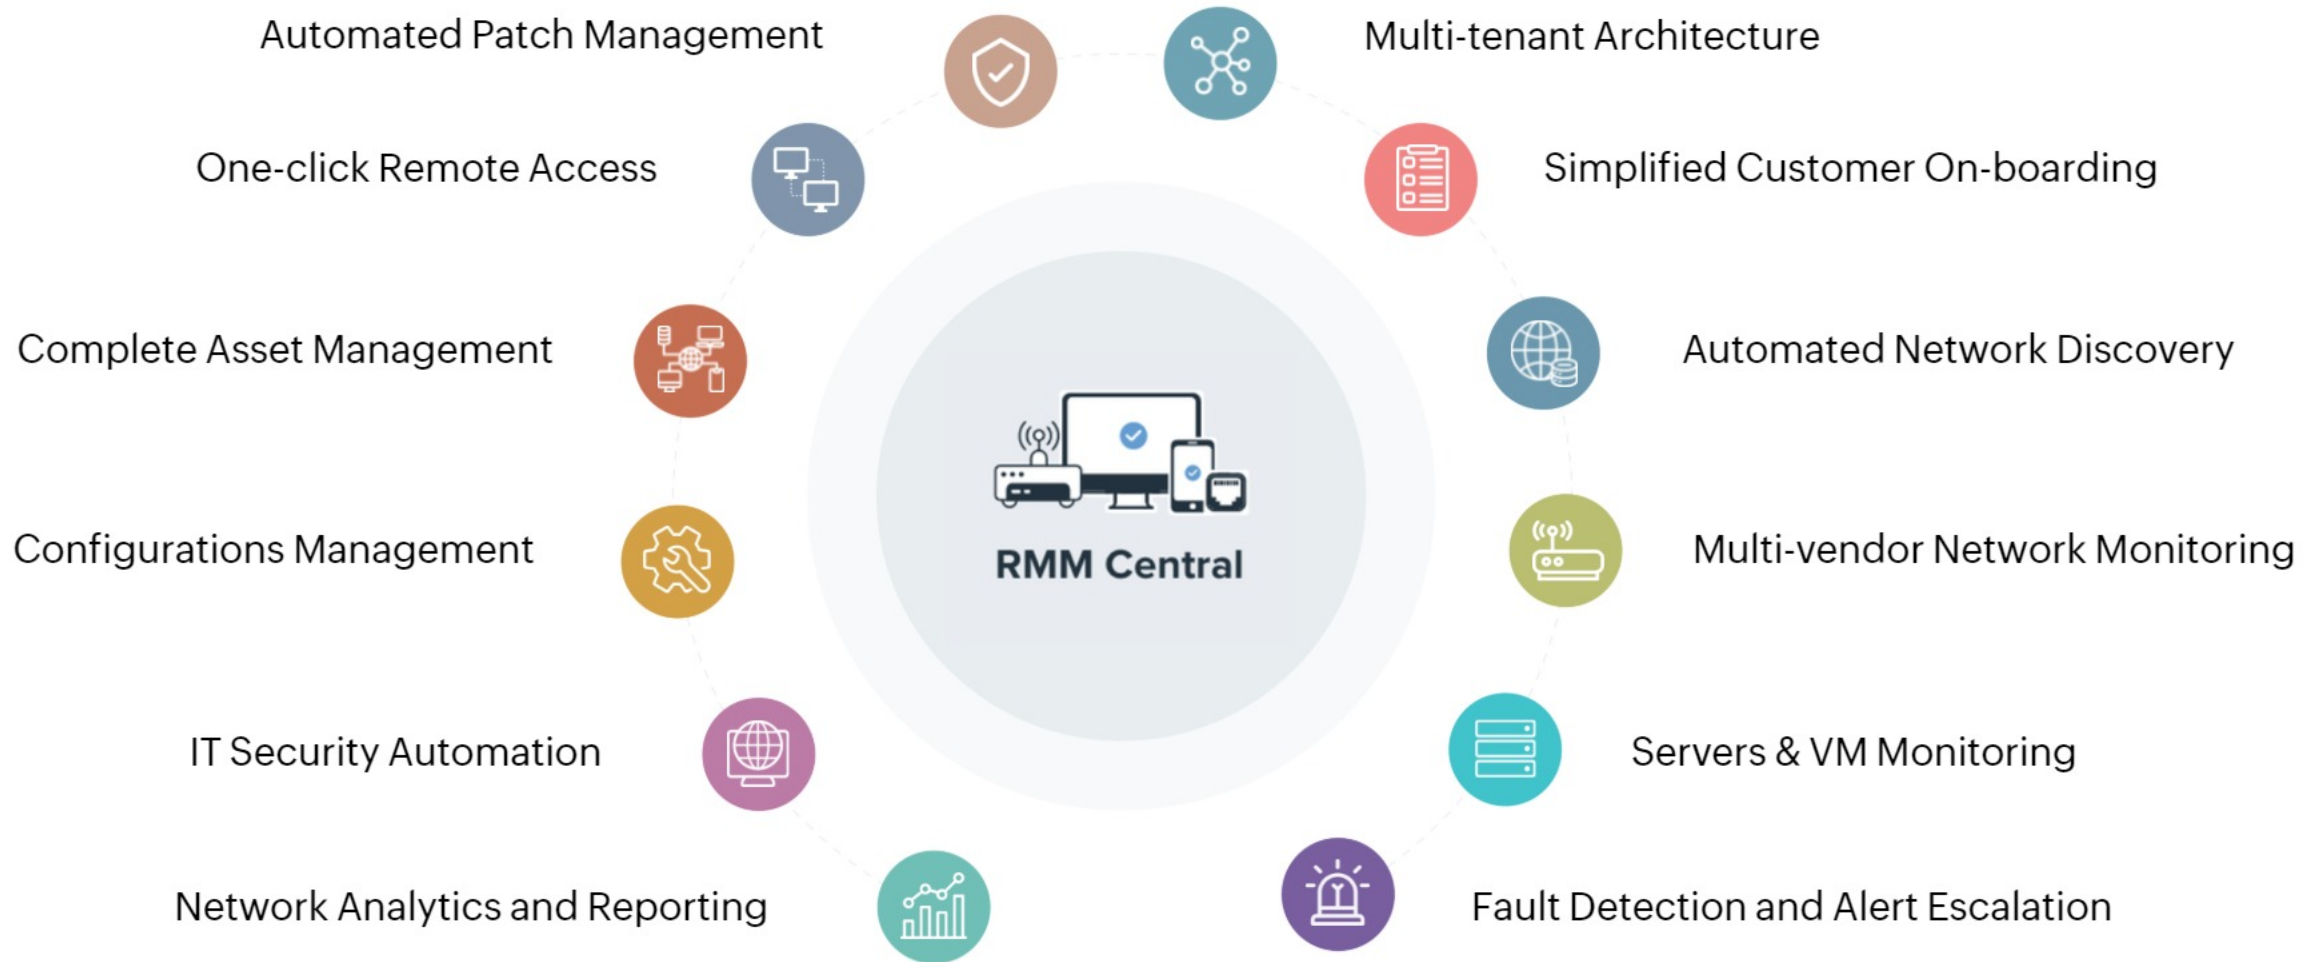 Automated Patch Management
Multi-tenant Architecture
One-click Remote Access
Simplified Customer On-boarding
Complete Asset Management
Automated Network Discovery
Configurations Management
RMM Central
Multi-vendor Network Monitoring
IT Security Automation
Servers & VM Monitoring
Network Analytics and Reporting
Fault Detection and Alert Escalation